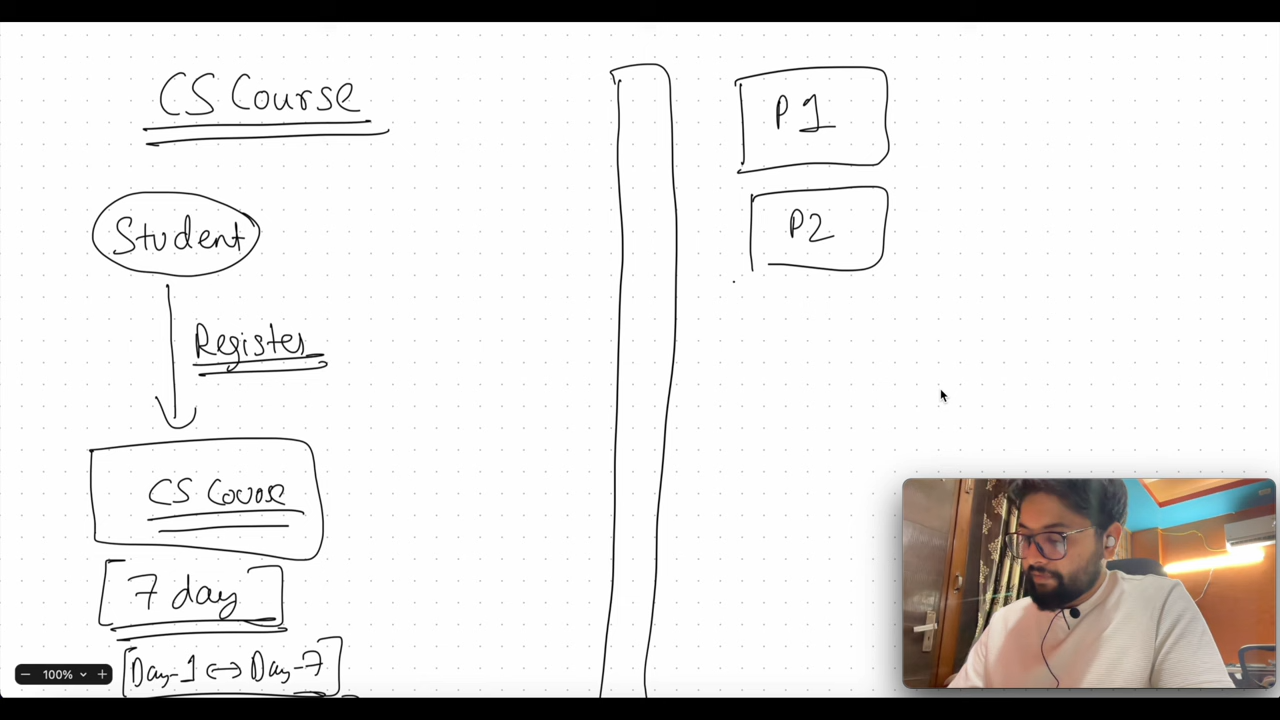 CS Course
Student
Register
CS Course
7 day
Day-1 ↔ Day-7
P1
P2
− 100% +